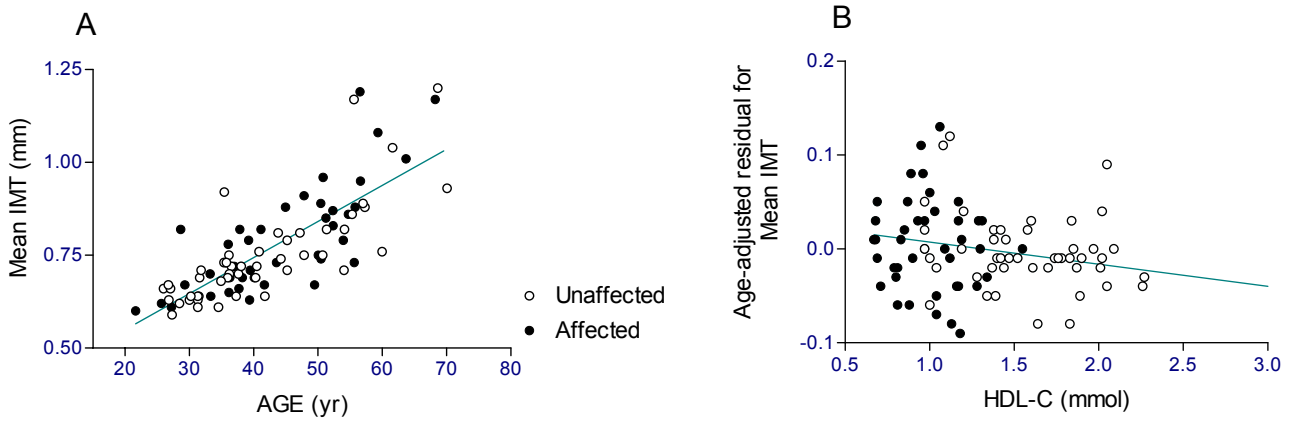 A
Mean IMT (mm)
1.25
1.00
0.75
0.50
20 30 40 50 60 70 80
AGE (yr)
Unaffected
Affected
B
Age-adjusted residual for
Mean IMT
0.2
0.1
0.0
-0.1
0.5 1.0 1.5 2.0 2.5 3.0
HDL-C (mmol)